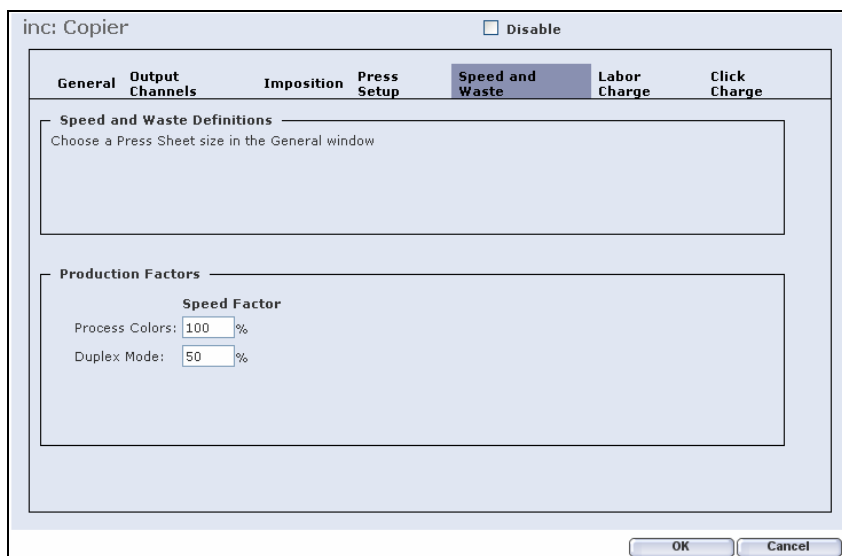 inc: Copier
Disable
General
Output Channels
Imposition
Press Setup
Speed and Waste
Labor Charge
Click Charge
Speed and Waste Definitions
Choose a Press Sheet size in the General window
Production Factors
Speed Factor
Process Colors: 100 %
Duplex Mode: 50 %
OK
Cancel